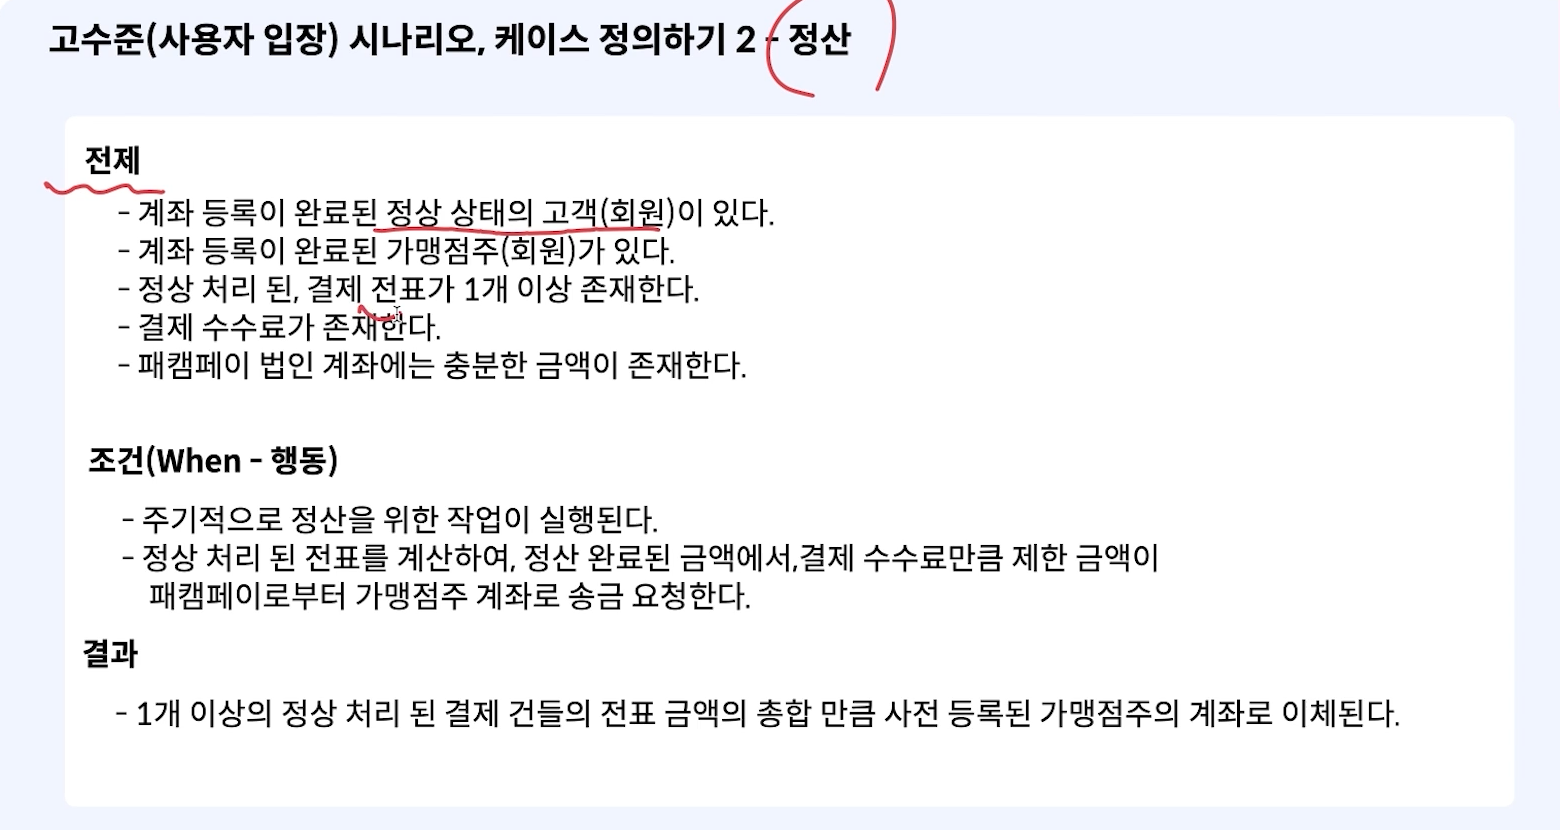 고수준(사용자 입장) 시나리오, 케이스 정의하기 2 - 정산
전제
- 계좌 등록이 완료된 정상 상태의 고객(회원)이 있다.
- 계좌 등록이 완료된 가맹점주(회원)가 있다.
- 정상 처리 된, 결제 전표가 1개 이상 존재한다.
- 결제 수수료가 존재한다.
- 패캠페이 법인 계좌에는 충분한 금액이 존재한다.
조건(When - 행동)
- 주기적으로 정산을 위한 작업이 실행된다.
- 정상 처리 된 전표를 계산하여, 정산 완료된 금액에서,결제 수수료만큼 제한 금액이
패캠페이로부터 가맹점주 계좌로 송금 요청한다.
결과
- 1개 이상의 정상 처리 된 결제 건들의 전표 금액의 총합 만큼 사전 등록된 가맹점주의 계좌로 이체된다.